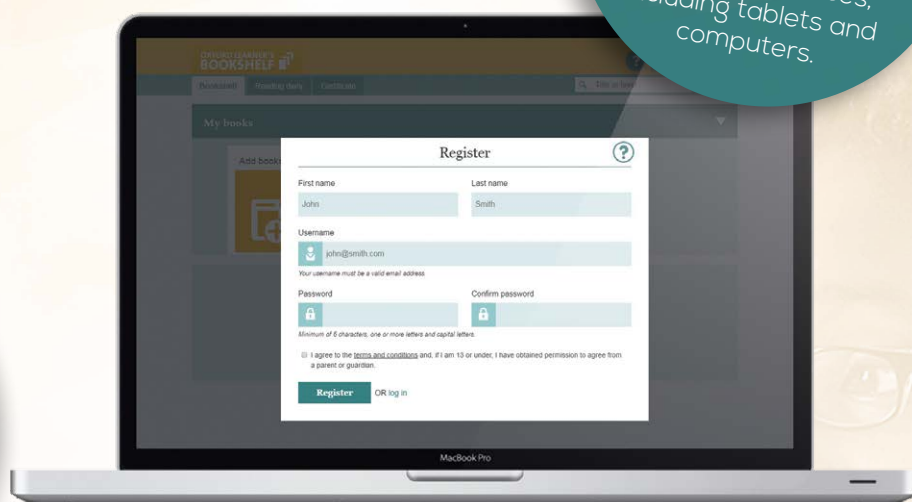 including tablets and
computers.
OXFORD LEARNER'S
BOOKSHELF
Bookshelf Reading diary Certificate
My books
Add books
Register
?
First name Last name
John Smith
Username
john@smith.com
Your username must be a valid email address
Password Confirm password
Minimum of 6 characters, one or more letters and capital letters.
I agree to the terms and conditions and, if I am 13 or under, I have obtained permission to agree from
a parent or guardian.
Register OR log in
MacBook Pro